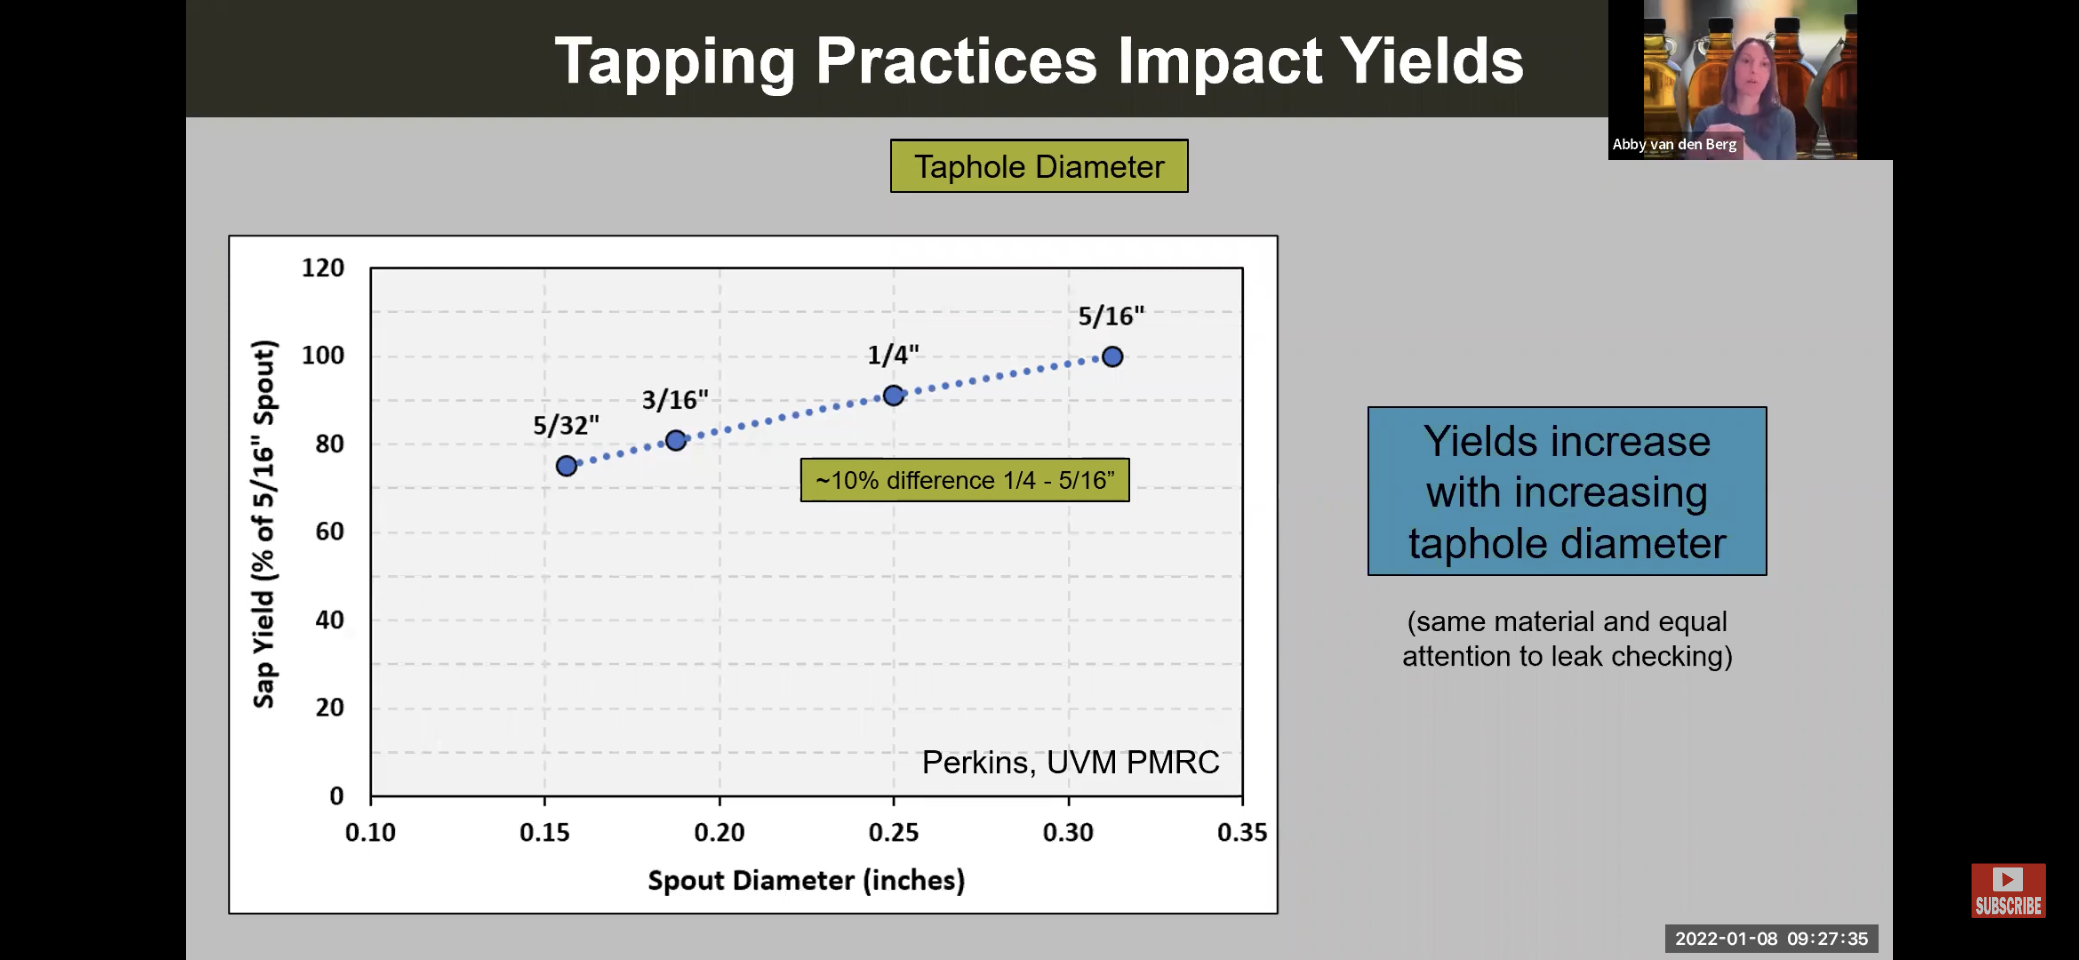 Tapping Practices Impact Yields
Abby van den Berg
Taphole Diameter
120
100
80
60
40
20
0
Sap Yield (% of 5/16" Spout)
5/32"
3/16"
1/4"
5/16"
~10% difference 1/4 - 5/16”
Perkins, UVM PMRC
0.10 0.15 0.20 0.25 0.30 0.35
Spout Diameter (inches)
Yields increase
with increasing
taphole diameter
(same material and equal
attention to leak checking)
SUBSCRIBE
2022-01-08 09:27:35